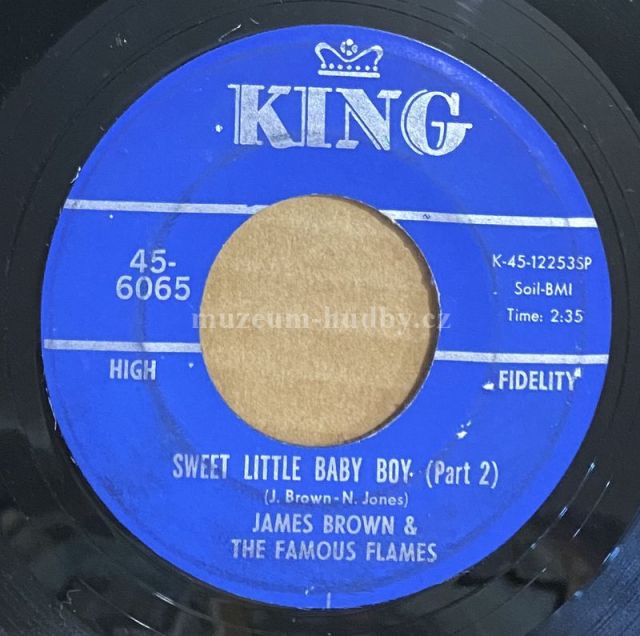 KING
45-
6065
K-45-12253SP
Soil-BMI
Time: 2:35
muzeum-hudby.cz
HIGH
FIDELITY
SWEET LITTLE BABY BOY (Part 2)
(J. Brown-N. Jones)
JAMES BROWN &
THE FAMOUS FLAMES